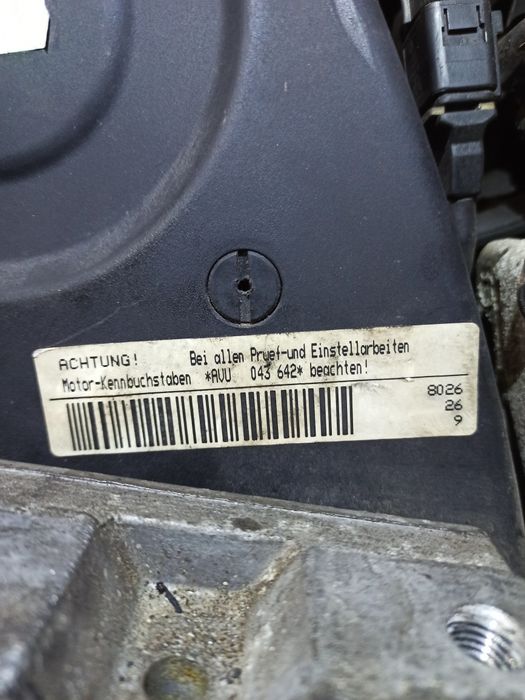 ACHTUNG! Bei allen Pruef-und Einstellarbeiten
Motor-Kennbuchstaben *AVU 043 642* beachten!
8026
26
9